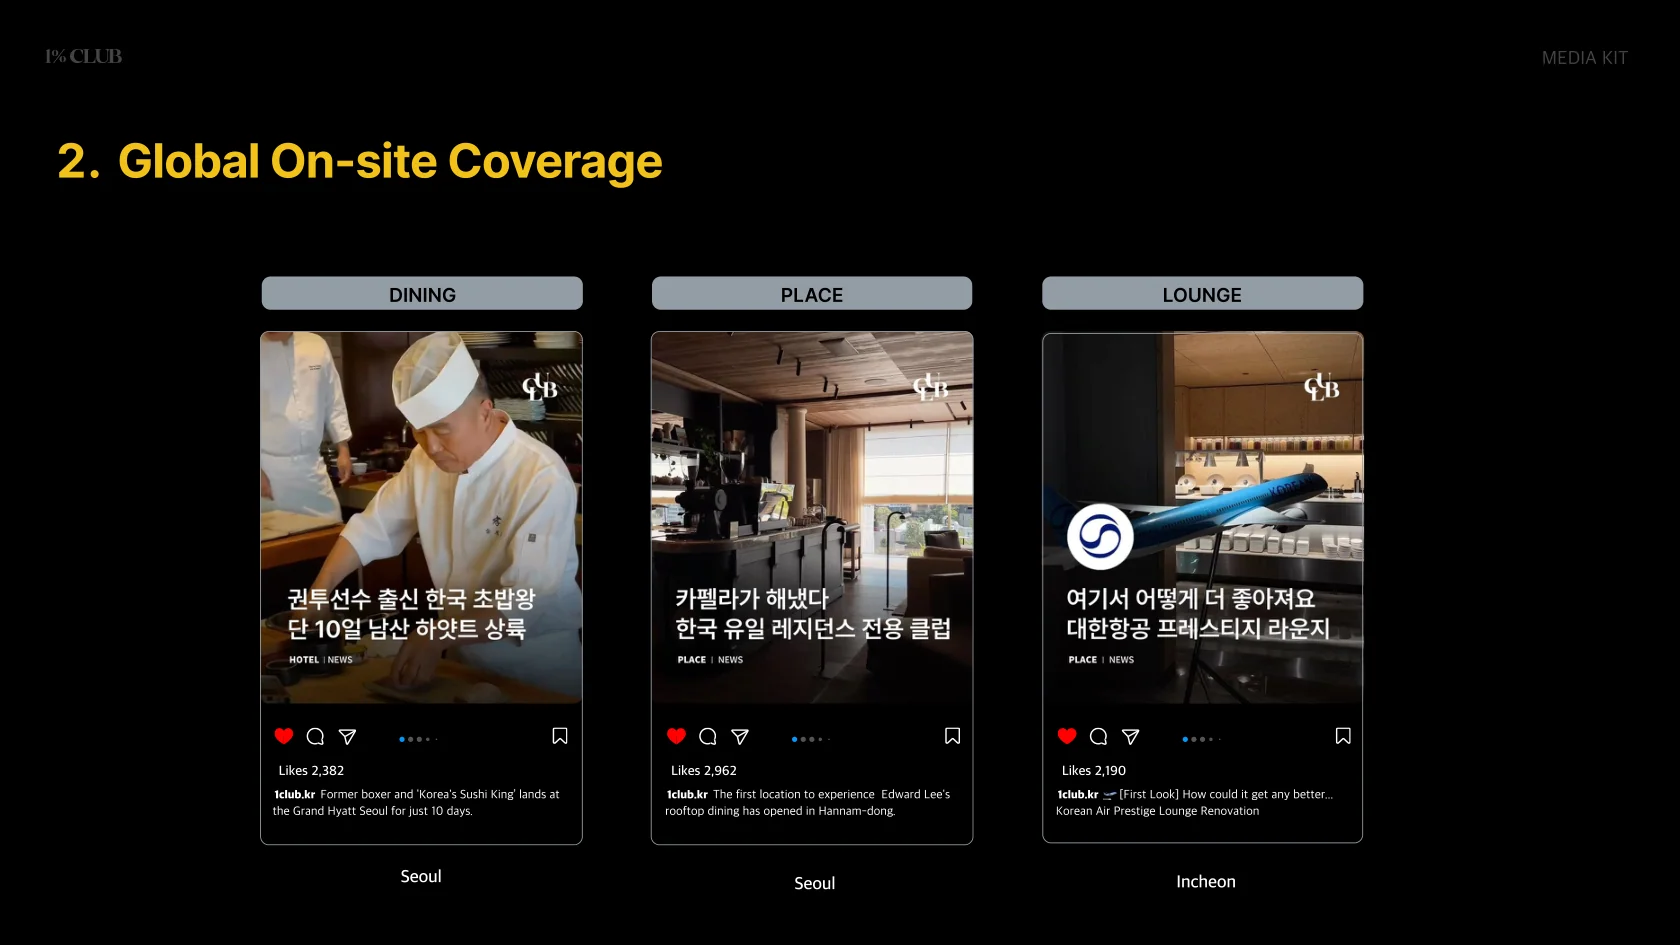 1% CLUB
MEDIA KIT
2. Global On-site Coverage
DINING
CLUB
권투선수 출신 한국 초밥왕
단 10일 남산 하얏트 상륙
HOTEL | NEWS
Likes 2,382
1club.kr Former boxer and 'Korea's Sushi King' lands at
the Grand Hyatt Seoul for just 10 days.
Seoul
PLACE
CLUB
카펠라가 해냈다
한국 유일 레지던스 전용 클럽
PLACE | NEWS
Likes 2,962
1club.kr The first location to experience Edward Lee's
rooftop dining has opened in Hannam-dong.
Seoul
LOUNGE
CLUB
KOREAN
여기서 어떻게 더 좋아져요
대한항공 프레스티지 라운지
PLACE | NEWS
Likes 2,190
1club.kr [First Look] How could it get any better...
Korean Air Prestige Lounge Renovation
Incheon